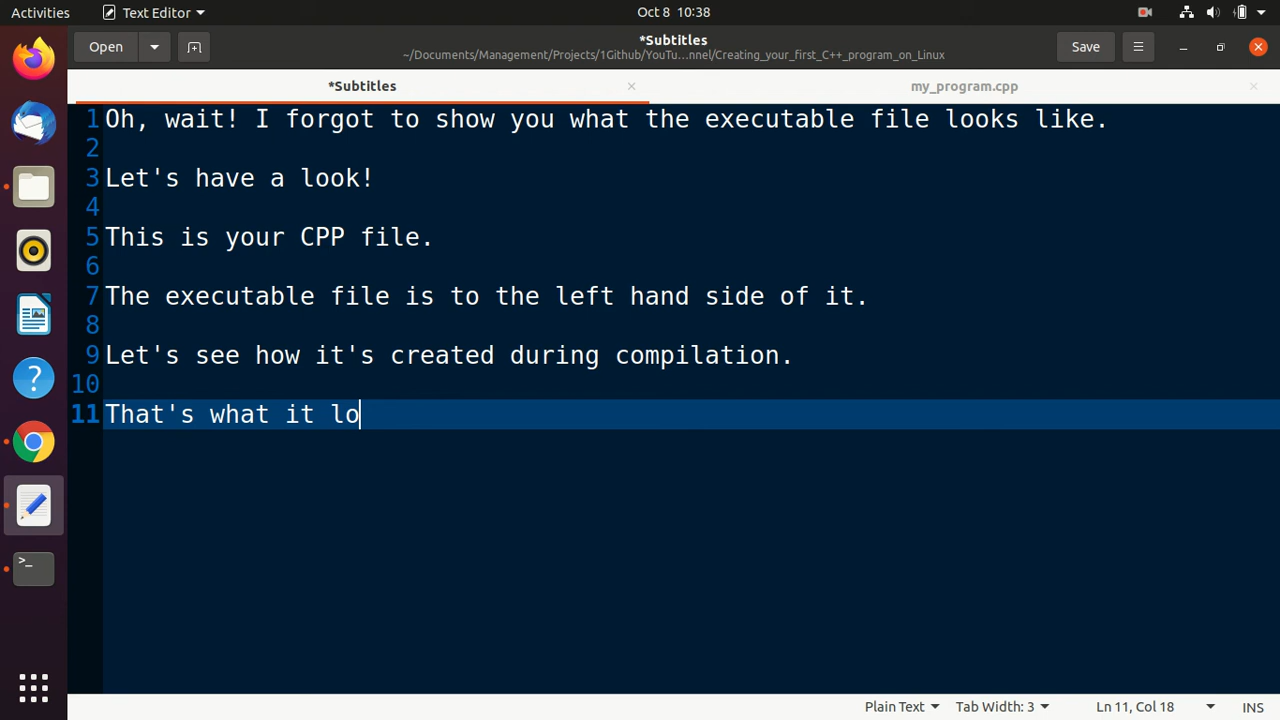 Activities
Text Editor
Oct 8 10:38
Open
*Subtitles
~/Documents/Management/Projects/1Github/YouTu...nnel/Creating_your_first_C++_program_on_Linux
Save
*Subtitles
my_program.cpp
1 Oh, wait! I forgot to show you what the executable file looks like.
2
3 Let's have a look!
4
5 This is your CPP file.
6
7 The executable file is to the left hand side of it.
8
9 Let's see how it's created during compilation.
10
11 That's what it lo
Plain Text
Tab Width: 3
Ln 11, Col 18
INS